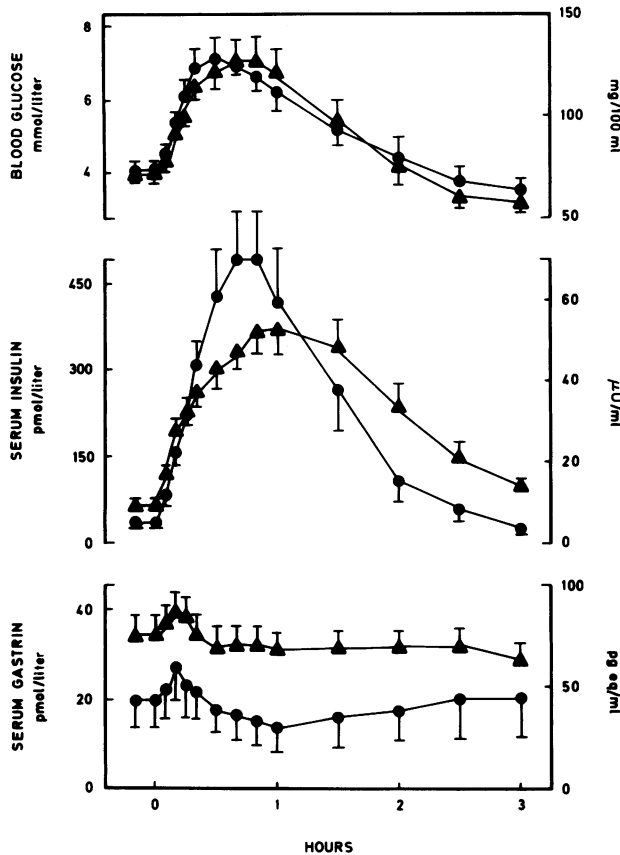 BLOOD GLUCOSE
mmol/liter
8
6
4
150
100
50
mg/100 ml
SERUM INSULIN
pmol/liter
450
300
150
0
60
40
20
0
µU/ml
SERUM GASTRIN
pmol/liter
40
20
0
100
50
0
pg eq/ml
0 1 2 3
HOURS